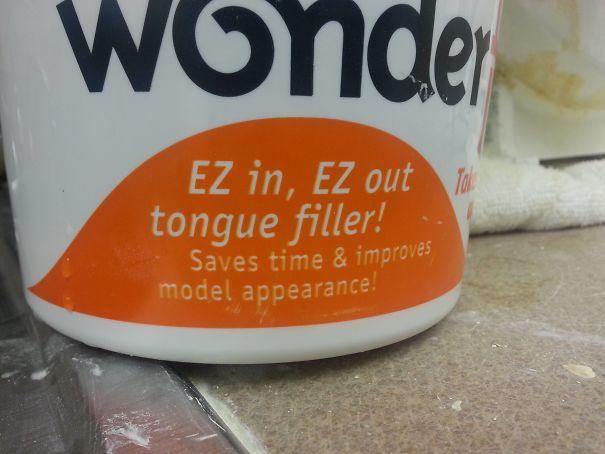 wonder
EZ in, EZ out
tongue filler!
Saves time & improves
model appearance!